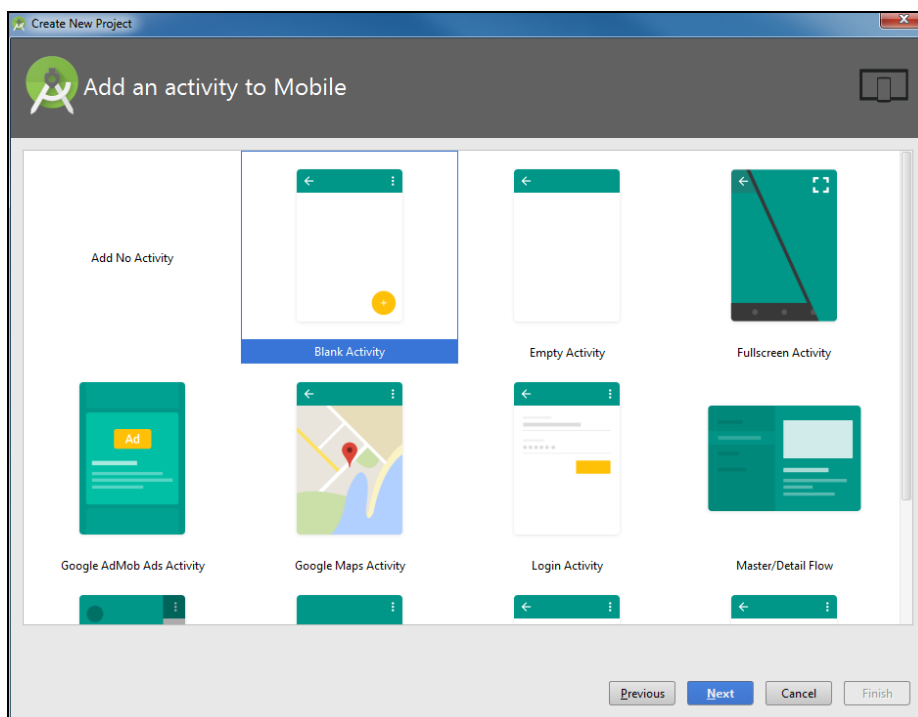 Create New Project
Add an activity to Mobile
Add No Activity
Blank Activity
Empty Activity
Fullscreen Activity
Ad
Google AdMob Ads Activity
Google Maps Activity
Login Activity
Master/Detail Flow
Previous
Next
Cancel
Finish